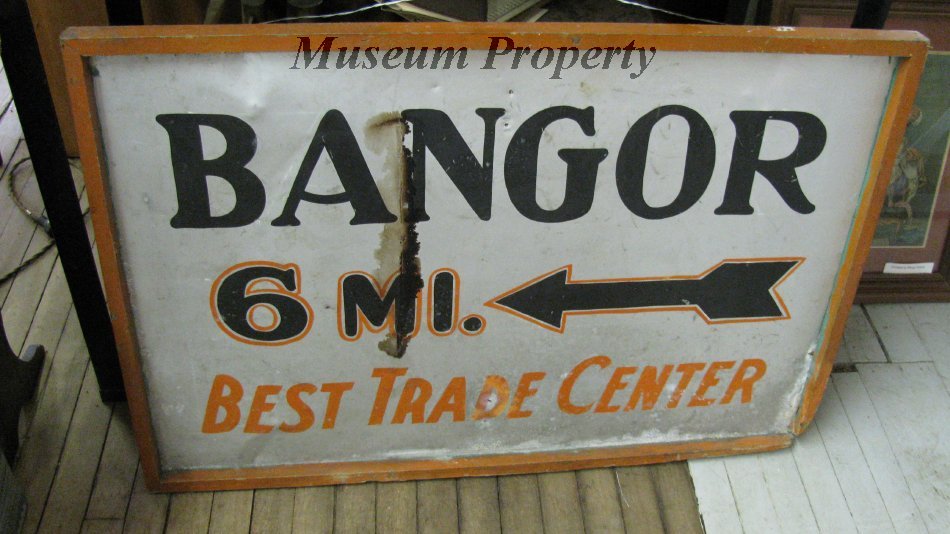 Museum Property
BANGOR
6 MI.
BEST TRADE CENTER